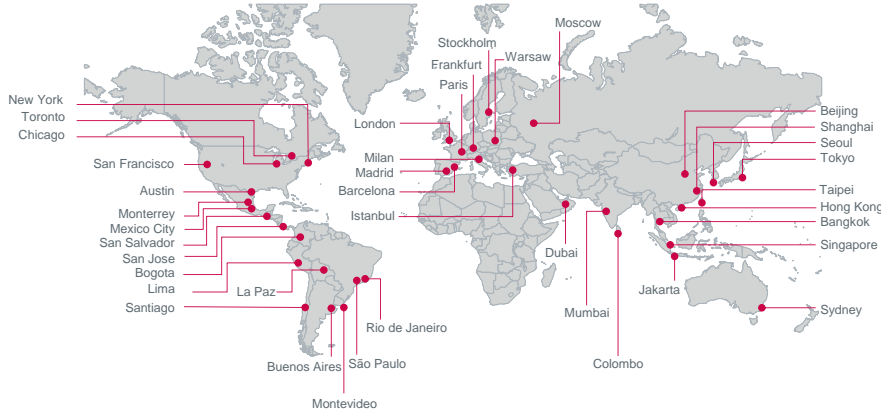 Moscow
Stockholm
Warsaw
Frankfurt
Paris
New York
Toronto
Chicago
London
San Francisco
Milan
Madrid
Barcelona
Istanbul
Austin
Monterrey
Mexico City
San Salvador
San Jose
Bogota
Lima
La Paz
Santiago
Rio de Janeiro
Buenos Aires
São Paulo
Montevideo
Dubai
Mumbai
Colombo
Beijing
Shanghai
Seoul
Tokyo
Taipei
Hong Kong
Bangkok
Singapore
Jakarta
Sydney